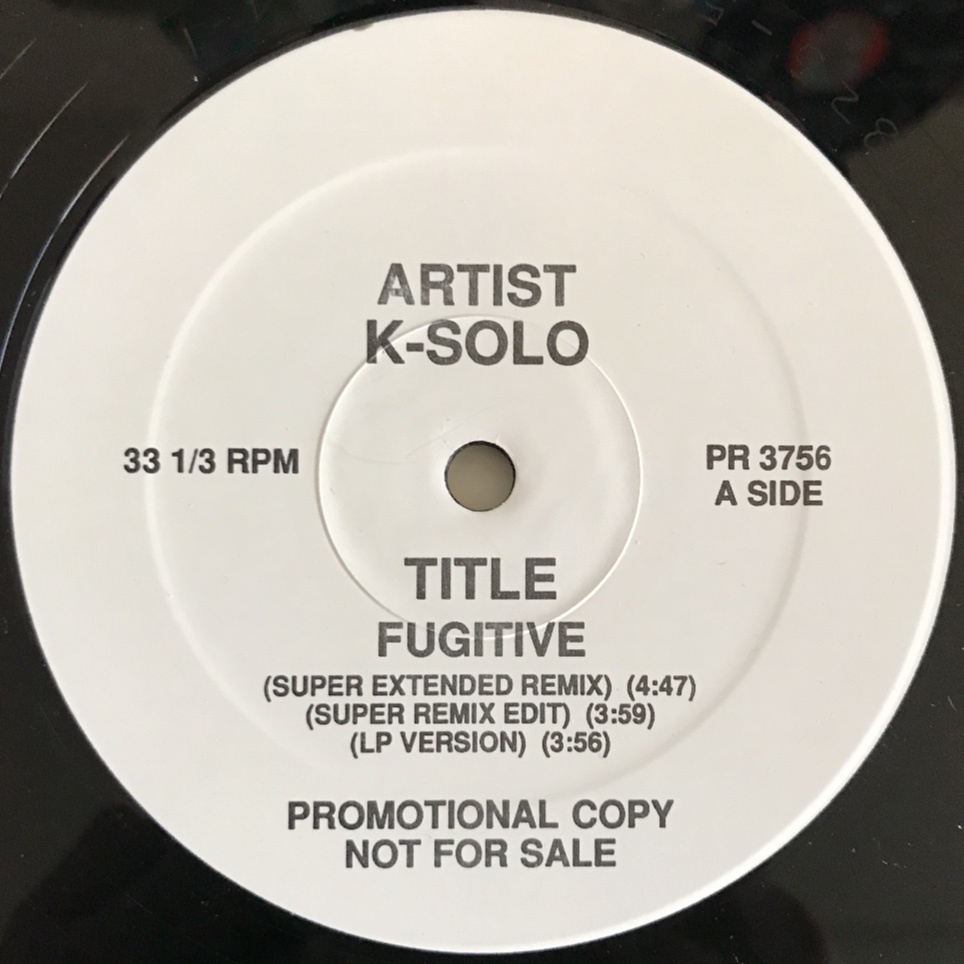 ARTIST
K-SOLO
33 1/3 RPM
PR 3756
A SIDE
TITLE
FUGITIVE
(SUPER EXTENDED REMIX) (4:47)
(SUPER REMIX EDIT) (3:59)
(LP VERSION) (3:56)
PROMOTIONAL COPY
NOT FOR SALE